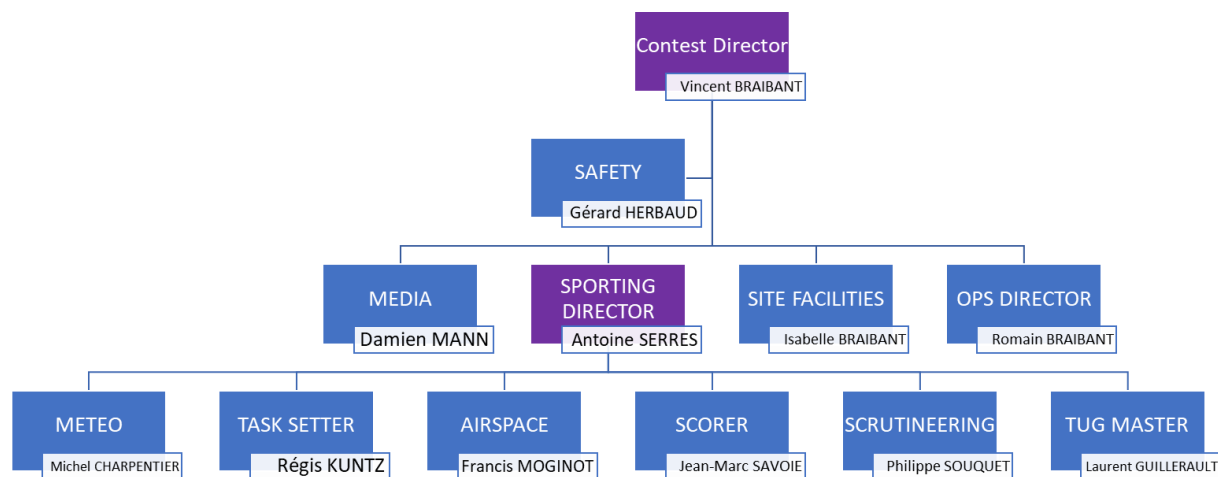 Contest Director
Vincent BRAIBANT
SAFETY
Gérard HERBAUD
MEDIA
Damien MANN
SPORTING
DIRECTOR
Antoine SERRES
SITE FACILITIES
Isabelle BRAIBANT
OPS DIRECTOR
Romain BRAIBANT
METEO
Michel CHARPENTIER
TASK SETTER
Régis KUNTZ
AIRSPACE
Francis MOGINOT
SCORER
Jean-Marc SAVOIE
SCRUTINEERING
Philippe SOUQUET
TUG MASTER
Laurent GUILLERAULT